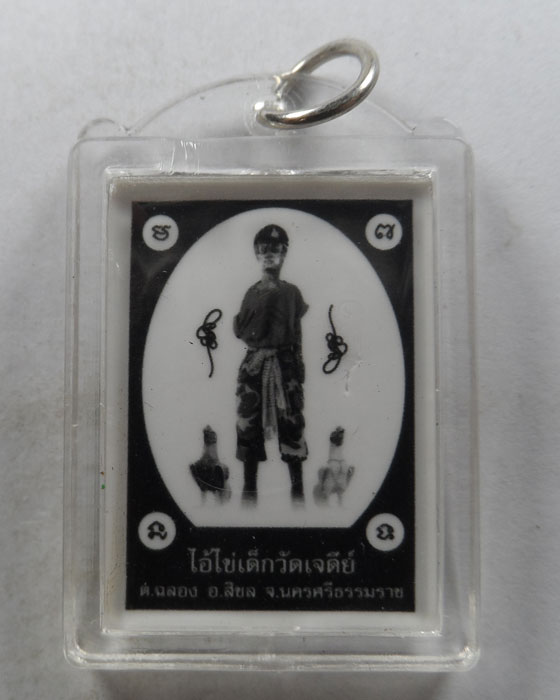 ไอ้ไข่เด็กวัดเจดีย์
ต.ฉลอง อ.สิชล จ.นครศรีธรรมราช